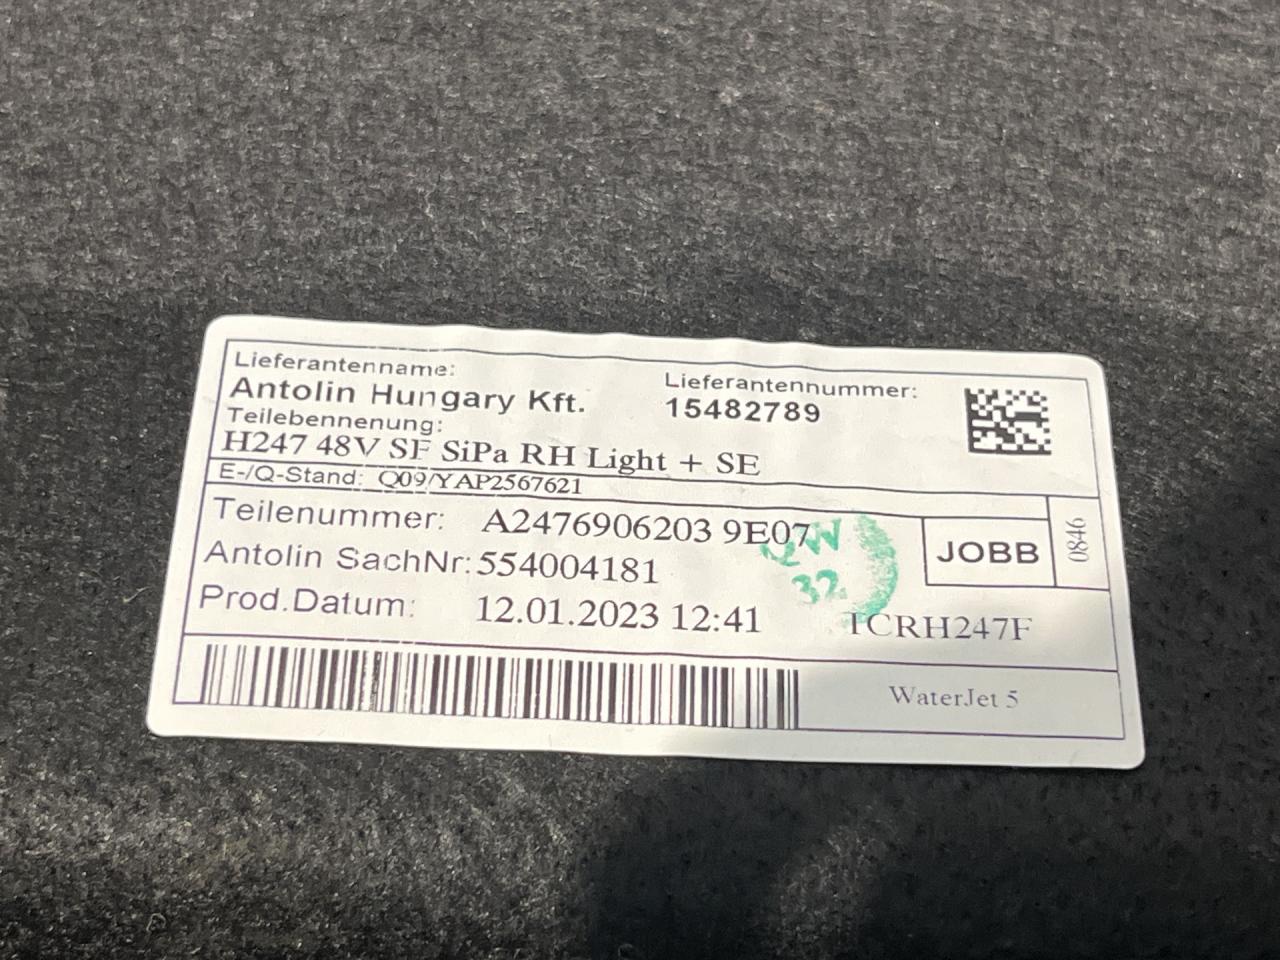 Lieferantenname:
Antolin Hungary Kft.
Lieferantennummer:
15482789
Teilebennenung:
H247 48V SF SiPa RH Light + SE
E-/Q-Stand: Q09/YAP2567621
Teilenummer: A2476906203 9E07
JOBB
0846
Antolin SachNr: 554004181
32
Prod.Datum: 12.01.2023 12:41
TCRH247F
WaterJet 5